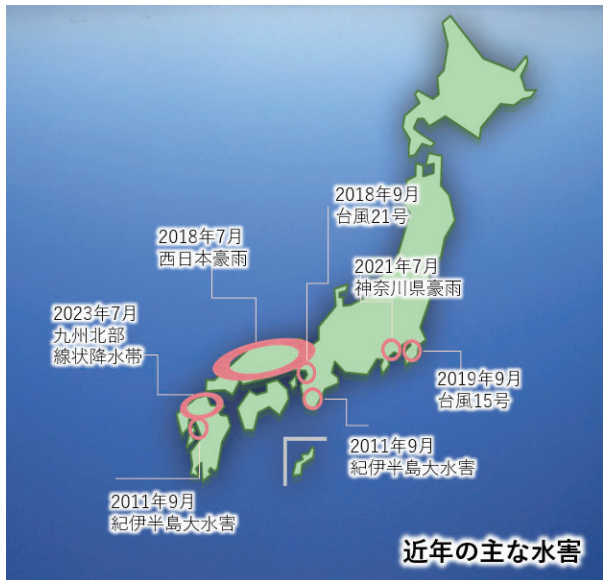 2018年9月
台風21号
2018年7月
西日本豪雨
2021年7月
神奈川県豪雨
2023年7月
九州北部
線状降水帯
2019年9月
台風15号
2011年9月
紀伊半島大水害
2011年9月
紀伊半島大水害
近年の主な水害